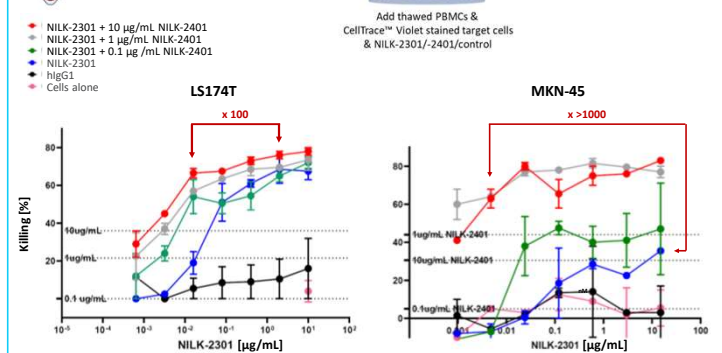 Add thawed PBMCs &
CellTrace™ Violet stained target cells
& NILK-2301/-2401/control
NILK-2301 + 10 µg/mL NILK-2401
NILK-2301 + 1 µg/mL NILK-2401
NILK-2301 + 0.1 µg /mL NILK-2401
NILK-2301
hIgG1
Cells alone
LS174T
x 100
Killing [%]
80
60
40
20
0
10ug/mL
1ug/mL
0.1 ug/mL
10-5
10-4
10-3
10-2
10-1
100
101
102
NILK-2301 [µg/mL]
MKN-45
x >1000
80
60
40
20
0
1ug/mL NILK-2401
10ug/mL NILK-2401
0.1ug/mL NILK-2401
0.01
0.1
1
10
100
NILK-2301 [µg/mL]